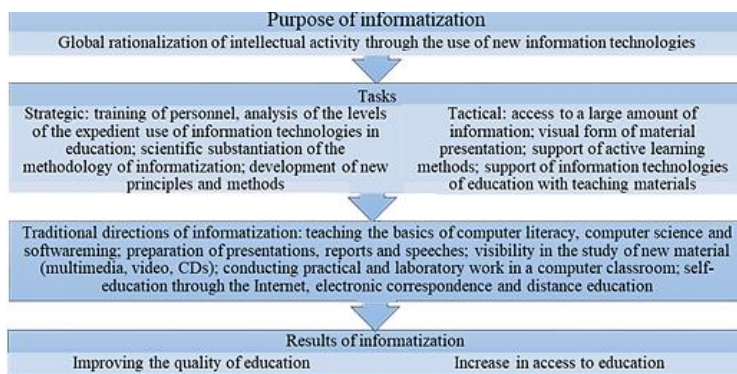 Purpose of informatization
Global rationalization of intellectual activity through the use of new information technologies
Tasks
Strategic: training of personnel, analysis of the levels
of the expedient use of information technologies in
education; scientific substantiation of the
methodology of informatization; development of new
principles and methods
Tactical: access to a large amount of
information; visual form of material
presentation; support of active learning
methods; support of information technologies
of education with teaching materials
Traditional directions of informatization: teaching the basics of computer literacy, computer science and
softwareming; preparation of presentations, reports and speeches; visibility in the study of new material
(multimedia, video, CDs); conducting practical and laboratory work in a computer classroom; self-
education through the Internet, electronic correspondence and distance education
Results of informatization
Improving the quality of education
Increase in access to education